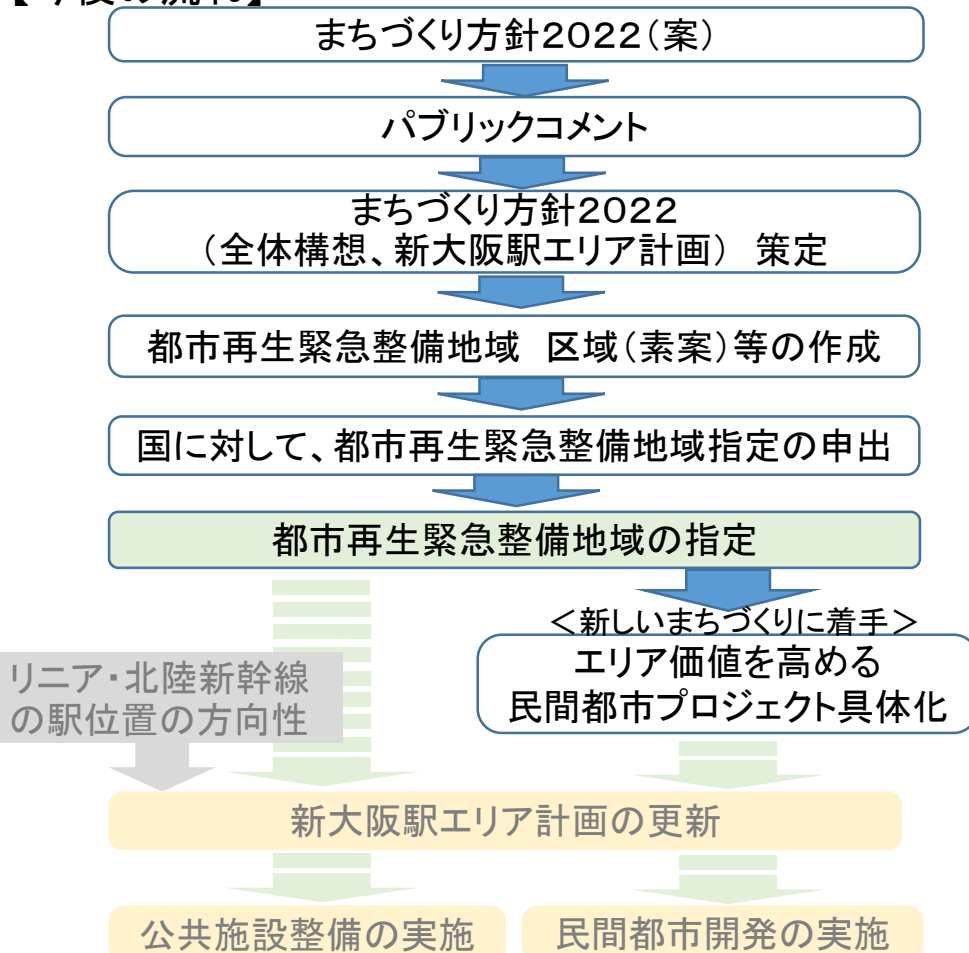 まちづくり方針2022（案）
パブリックコメント
まちづくり方針2022
（全体構想、新大阪駅エリア計画）　策定
都市再生緊急整備地域　区域（素案）等の作成
国に対して、都市再生緊急整備地域指定の申出
都市再生緊急整備地域の指定
＜新しいまちづくりに着手＞
エリア価値を高める
民間都市プロジェクト具体化
リニア・北陸新幹線
の駅位置の方向性
新大阪駅エリア計画の更新
公共施設整備の実施
民間都市開発の実施